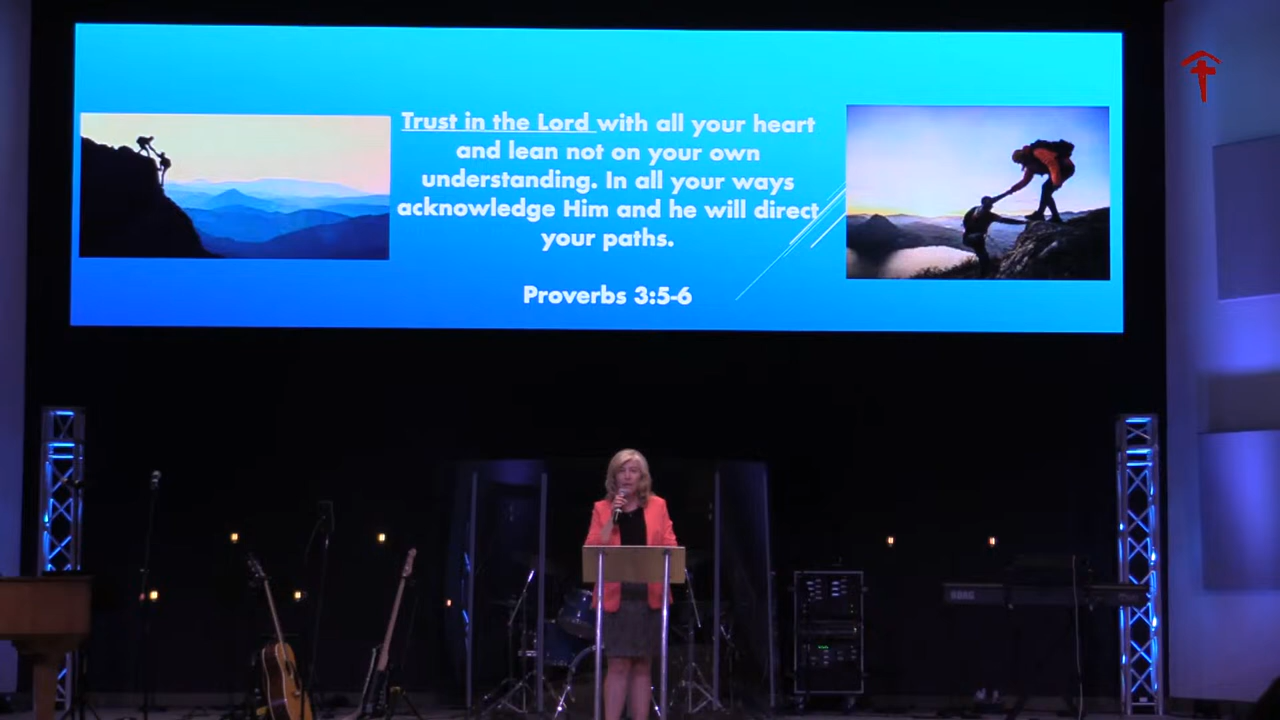 Trust in the Lord with all your heart
and lean not on your own
understanding. In all your ways
acknowledge Him and he will direct
your paths.
Proverbs 3:5-6
KORG